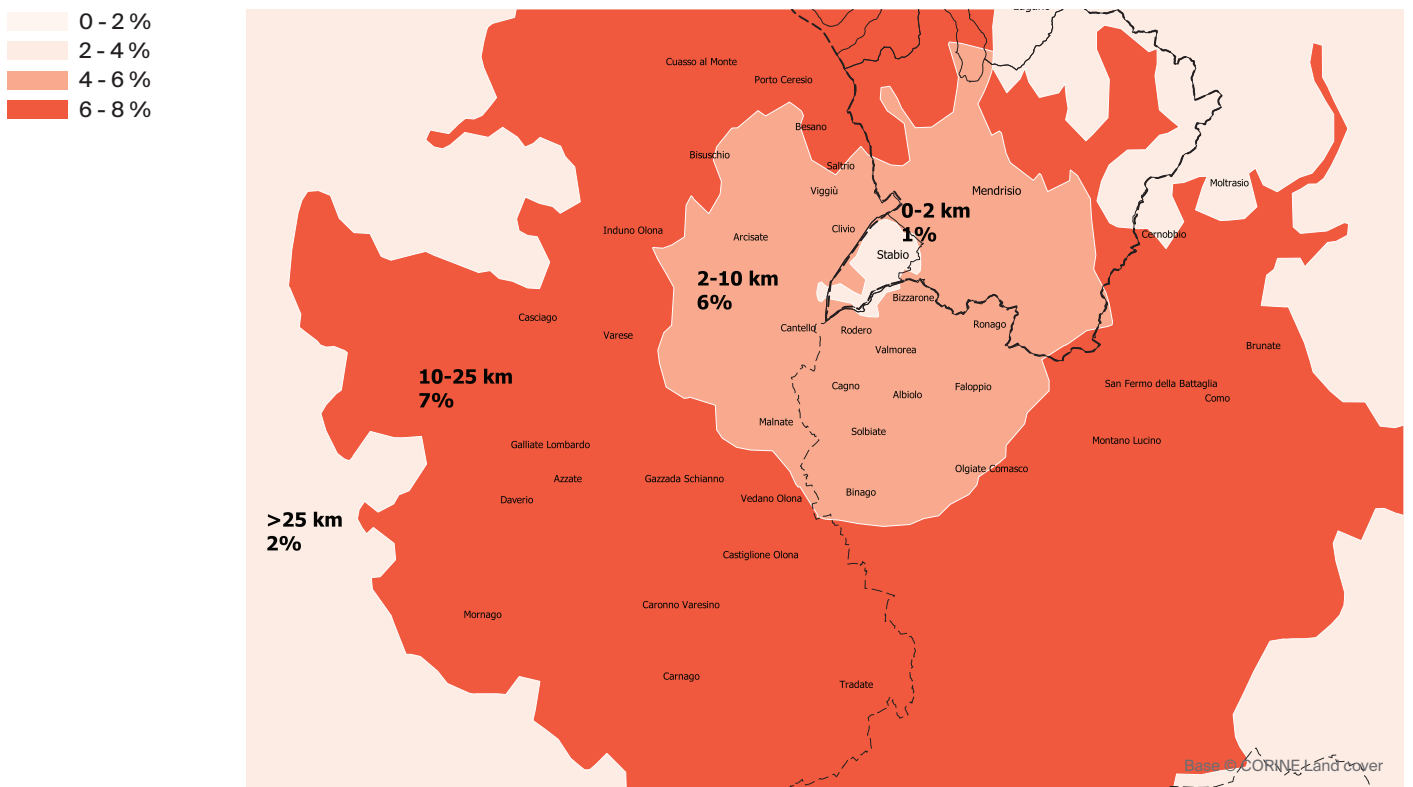 0 - 2 %
2 - 4 %
4 - 6 %
6 - 8 %
Cuasso al Monte
Porto Ceresio
Besano
Bisuschio
Saltrio
Viggiù
Mendrisio
Moltrasio
0-2 km
1%
Induno Olona
Arcisate
Clivio
Cernobbio
Stabio
2-10 km
6%
Bizzarone
Casciago
Varese
Cantello
Rodero
Ronago
Valmorea
Brunate
10-25 km
7%
Cagno
Albiolo
Faloppio
San Fermo della Battaglia
Como
Malnate
Solbiate
Montano Lucino
Galliate Lombardo
Azzate
Gazzada Schianno
Olgiate Comasco
Daverio
Vedano Olona
Binago
>25 km
2%
Castiglione Olona
Mornago
Caronno Varesino
Carnago
Tradate
Base © CORINE Land cover